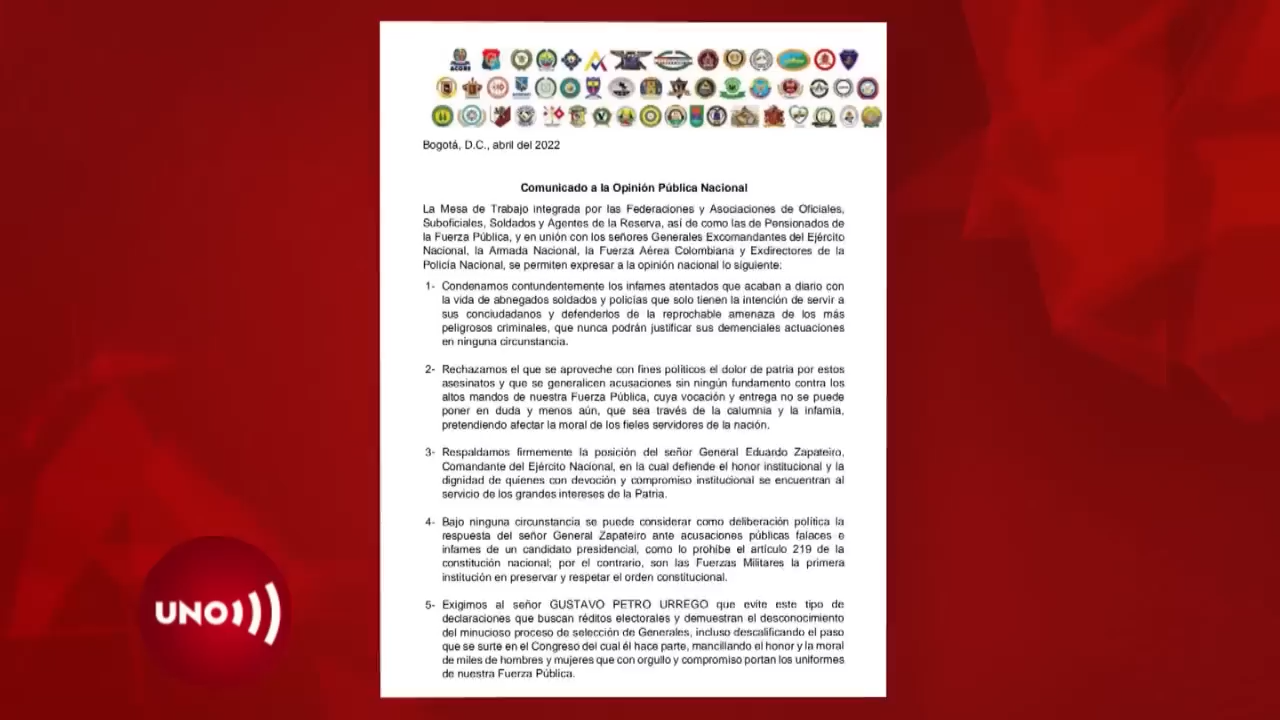 ACORE
Bogotá, D.C., abril del 2022
Comunicado a la Opinión Pública Nacional
La Mesa de Trabajo integrada por las Federaciones y Asociaciones de Oficiales,
Suboficiales, Soldados y Agentes de la Reserva, así de como las de Pensionados de
la Fuerza Pública, y en unión con los señores Generales Excomandantes del Ejército
Nacional, la Armada Nacional, la Fuerza Aérea Colombiana y Exdirectores de la
Policía Nacional, se permiten expresar a la opinión nacional lo siguiente:
1- Condenamos contundentemente los infames atentados que acaban a diario con
la vida de abnegados soldados y policías que solo tienen la intención de servir a
sus conciudadanos y defenderlos de la reprochable amenaza de los más
peligrosos criminales, que nunca podrán justificar sus demenciales actuaciones
en ninguna circunstancia.
2- Rechazamos el que se aproveche con fines políticos el dolor de patria por estos
asesinatos y que se generalicen acusaciones sin ningún fundamento contra los
altos mandos de nuestra Fuerza Pública, cuya vocación y entrega no se puede
poner en duda y menos aún, que sea través de la calumnia y la infamia,
pretendiendo afectar la moral de los fieles servidores de la nación.
3- Respaldamos firmemente la posición del señor General Eduardo Zapateiro,
Comandante del Ejército Nacional, en la cual defiende el honor institucional y la
dignidad de quienes con devoción y compromiso institucional se encuentran al
servicio de los grandes intereses de la Patria.
4- Bajo ninguna circunstancia se puede considerar como deliberación política la
respuesta del señor General Zapateiro ante acusaciones públicas falaces e
infames de un candidato presidencial, como lo prohíbe el artículo 219 de la
constitución nacional; por el contrario, son las Fuerzas Militares la primera
institución en preservar y respetar el orden constitucional.
5- Exigimos al señor GUSTAVO PETRO URREGO que evite este tipo de
declaraciones que buscan réditos electorales y demuestran el desconocimiento
del minucioso proceso de selección de Generales, incluso descalificando el paso
que se surte en el Congreso del cual él hace parte, mancillando el honor y la moral
de miles de hombres y mujeres que con orgullo y compromiso portan los uniformes
de nuestra Fuerza Pública.
UNO